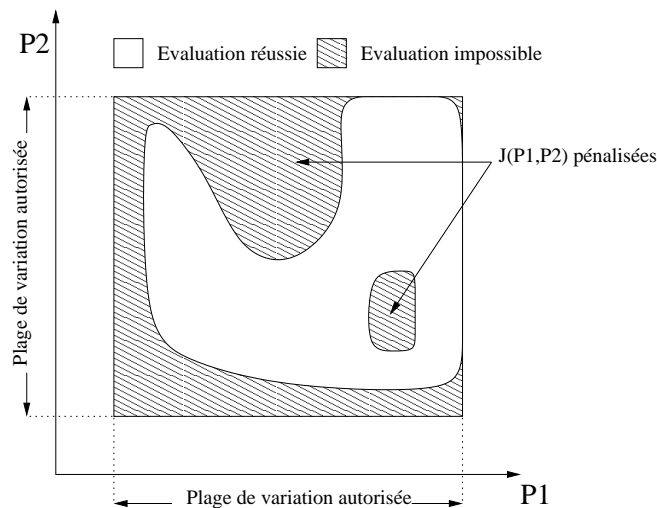 P2
Evaluation réussie
Evaluation impossible
J(P1,P2) pénalisées
Plage de variation autorisée
Plage de variation autorisée
P1